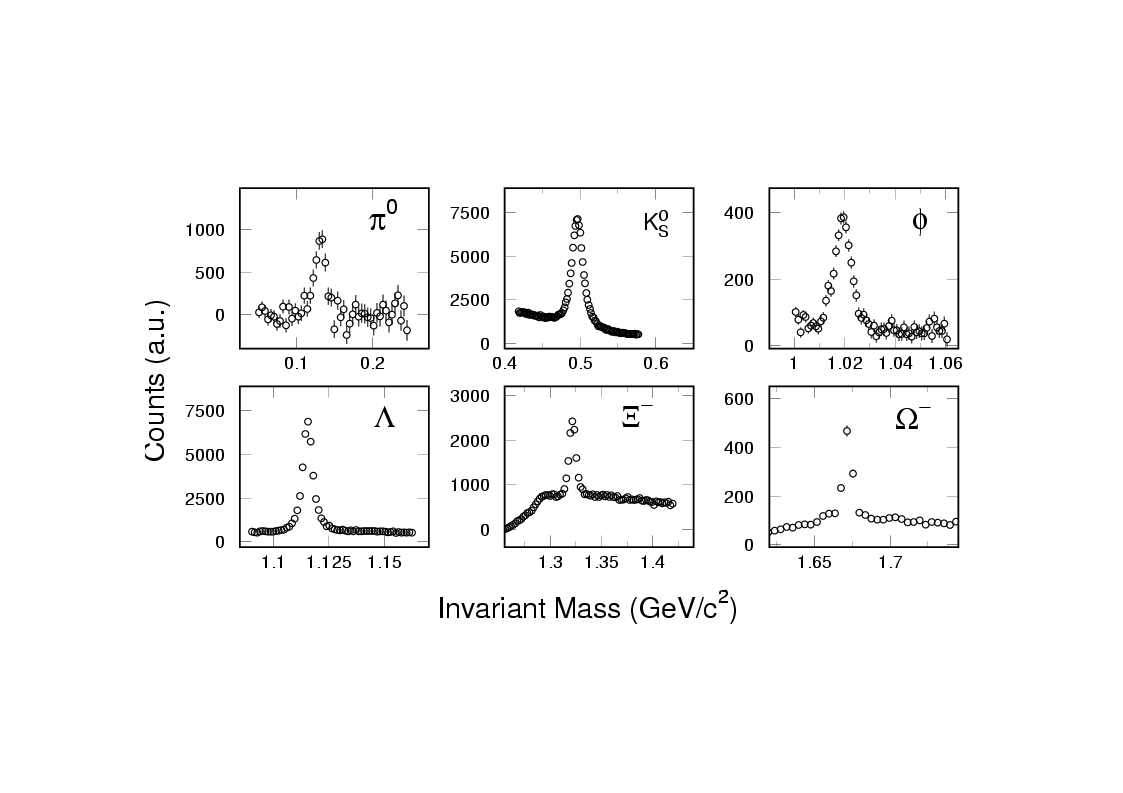 π⁰
1000
500
0
0.1 0.2
K⁰S
7500
5000
2500
0
0.4 0.5 0.6
ϕ
400
200
0
1 1.02 1.04 1.06
Counts (a.u.)
Λ
7500
5000
2500
0
1.1 1.125 1.15
Ξ⁻
3000
2000
1000
0
1.3 1.35 1.4
Ω⁻
600
400
200
0
1.65 1.7
Invariant Mass (GeV/c²)